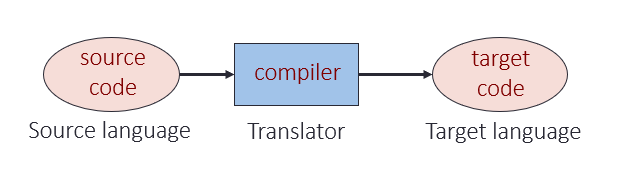 source
code
compiler
target
code
Source language
Translator
Target language